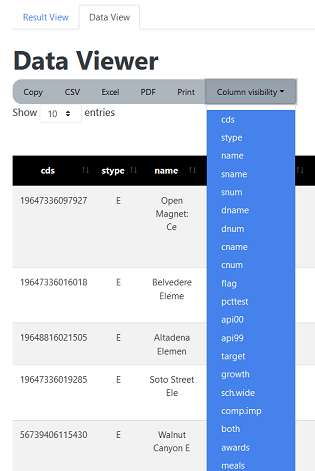 Result View Data View
Data Viewer
Copy CSV Excel PDF Print Column visibility
Show 10 entries
cds
stype
name
sname
snum
dname
dnum
cname
cnum
flag
pcttest
api00
api99
target
growth
sch.wide
comp.imp
both
awards
meals
cds stype name
19647336097927 E Open Magnet: Ce
19647336016018 E Belvedere Eleme
19648816021505 E Altadena Elemen
19647336019285 E Soto Street Ele
56739406115430 E Walnut Canyon E